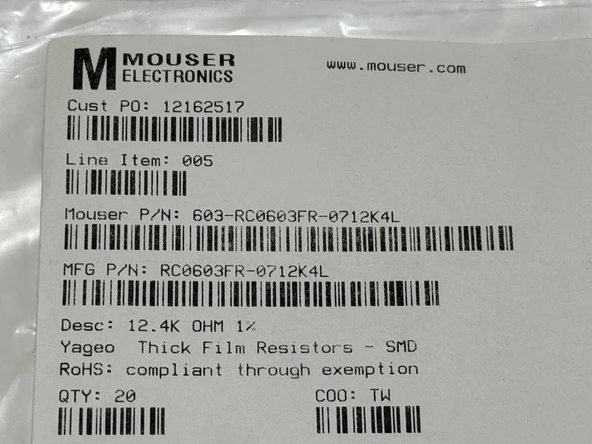 MOUSER
ELECTRONICS
www.mouser.com
Cust PO: 12162517
Line Item: 005
Mouser P/N: 603-RC0603FR-0712K4L
MFG P/N: RC0603FR-0712K4L
Desc: 12.4K OHM 1%
Yageo Thick Film Resistors - SMD
RoHS: compliant through exemption
QTY: 20 COO: TW